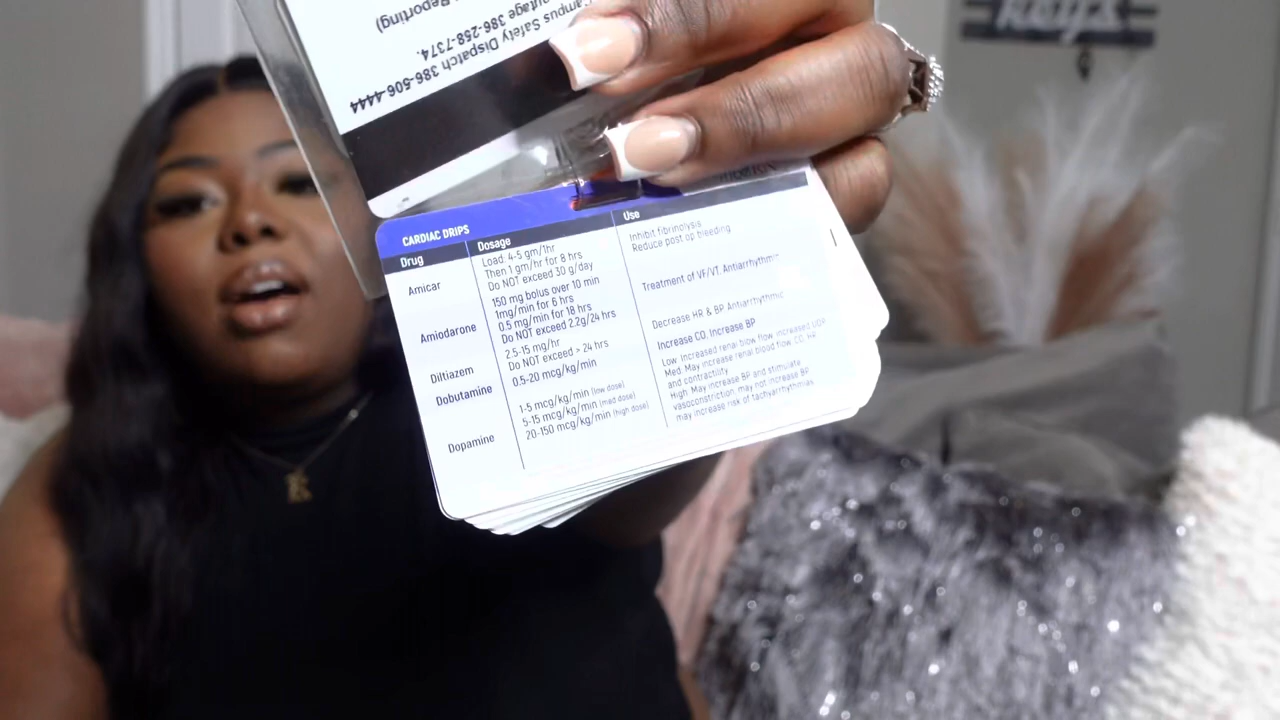 Reporting)
outage 386-258-7374.
Campus Safety Dispatch 386-506-4444
CARDIAC DRIPS
Drug Dosage Use
Amicar
Load: 4-5 gm/1hr
Then 1 gm/hr for 8 hrs
Do NOT exceed 30 g/day
Inhibit fibrinolysis
Reduce post op bleeding
Amiodarone
150 mg bolus over 10 min
1mg/min for 6 hrs
0.5 mg/min for 18 hrs
Do NOT exceed 2.2g/24 hrs
Treatment of VF/VT. Antiarrhythmic
Diltiazem
2.5-15 mg/hr
Do NOT exceed > 24 hrs
Decrease HR & BP Antiarrhythmic
Dobutamine
0.5-20 mcg/kg/min
Increase CO, Increase BP
Dopamine
1-5 mcg/kg/min (low dose)
5-15 mcg/kg/min (med dose)
20-150 mcg/kg/min (high dose)
Low: Increased renal blow flow, increased UOP
Med: May increase renal blood flow, CO, HR,
and contractility
High: May increase BP and stimulate
vasoconstriction, may not increase BP
may increase risk of tachyarrhythmias